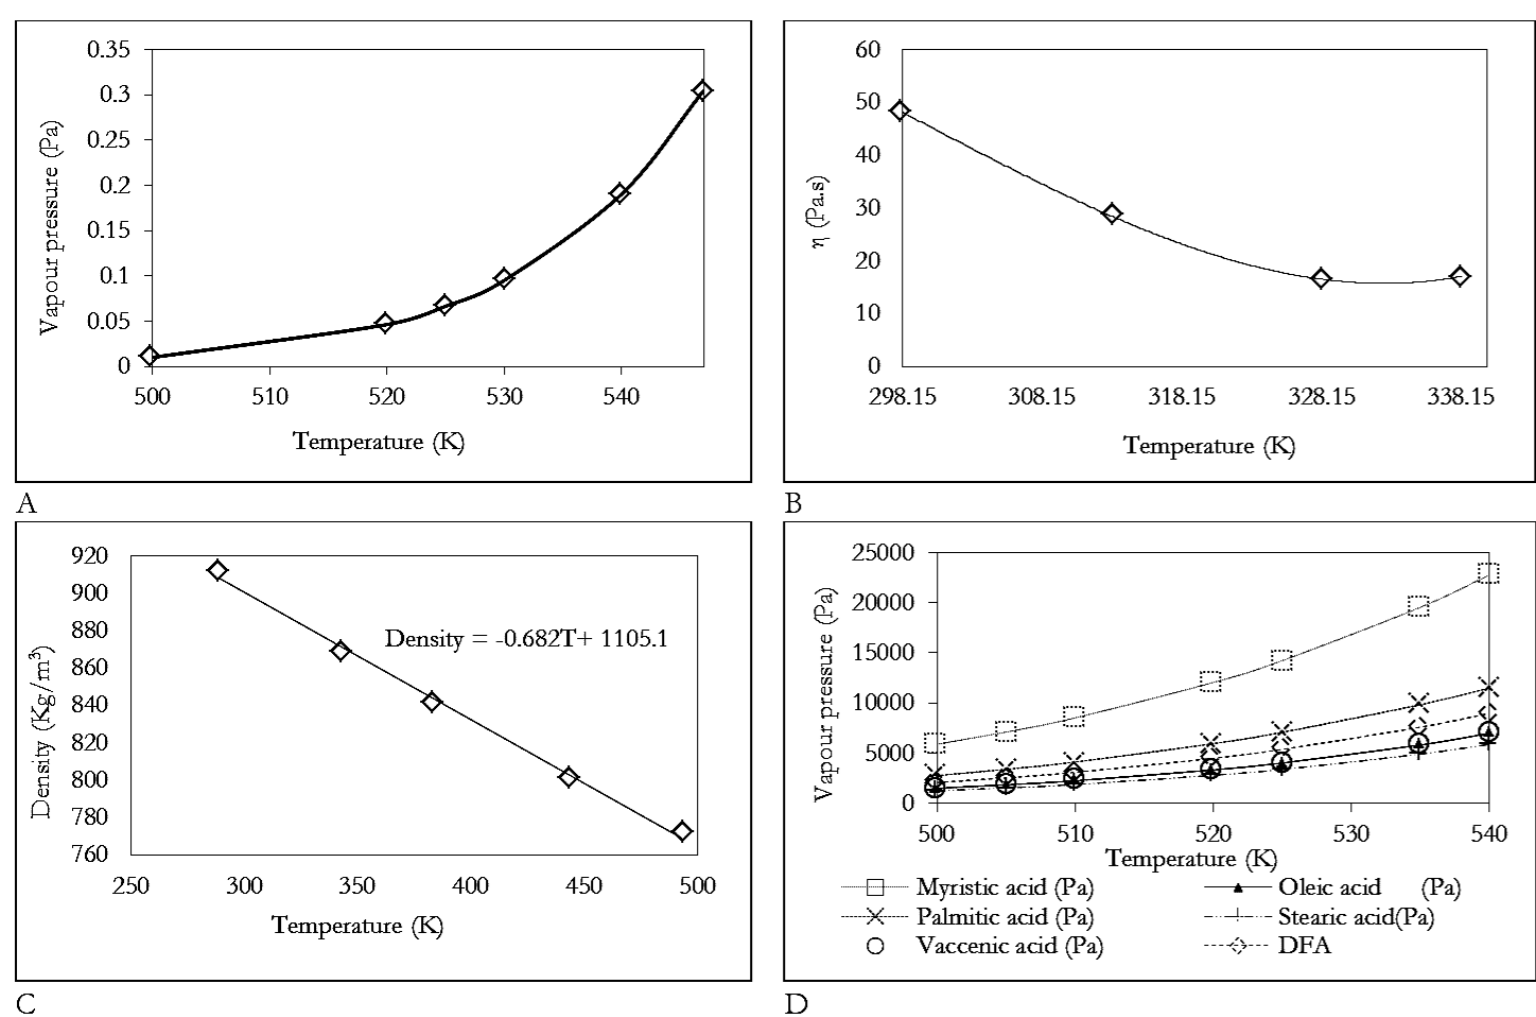 0.35
0.3
0.25
0.2
0.15
0.1
0.05
0
Vapour pressure (Pa)
500 510 520 530 540
Temperature (K)
A
60
50
40
30
20
10
0
η (Pa.s)
298.15 308.15 318.15 328.15 338.15
Temperature (K)
B
920
900
880
860
840
820
800
780
760
Density (Kg/m³)
Density = -0.682T+ 1105.1
250 300 350 400 450 500
Temperature (K)
C
25000
20000
15000
10000
5000
0
Vapour pressure (Pa)
500 510 520 530 540
Temperature (K)
Myristic acid (Pa) Oleic acid (Pa)
Palmitic acid (Pa) Stearic acid(Pa)
Vaccenic acid (Pa) DFA
D